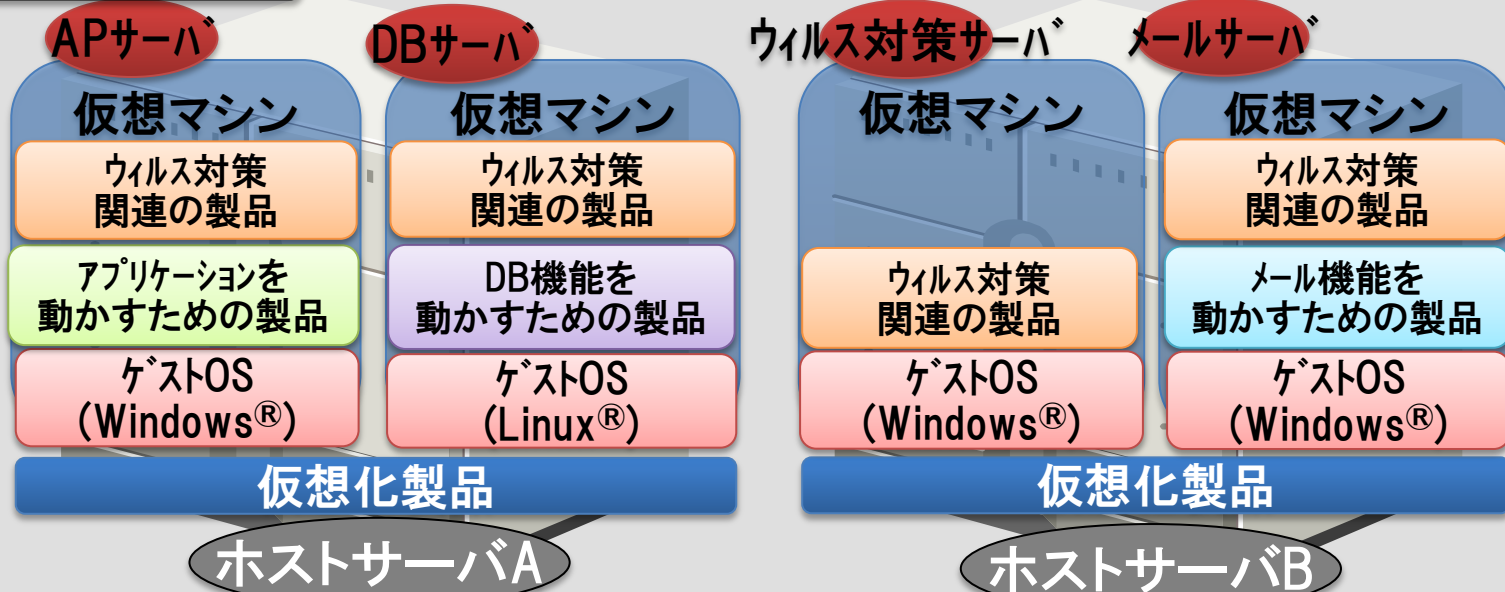 APサーバ
DBサーバ
ウィルス対策サーバ
メールサーバ
仮想マシン
仮想マシン
仮想マシン
仮想マシン
ウィルス対策
関連の製品
ウィルス対策
関連の製品
ウィルス対策
関連の製品
アプリケーションを
動かすための製品
DB機能を
動かすための製品
ウィルス対策
関連の製品
メール機能を
動かすための製品
ゲストOS
(Windows®)
ゲストOS
(Linux®)
ゲストOS
(Windows®)
ゲストOS
(Windows®)
仮想化製品
仮想化製品
ホストサーバA
ホストサーバB